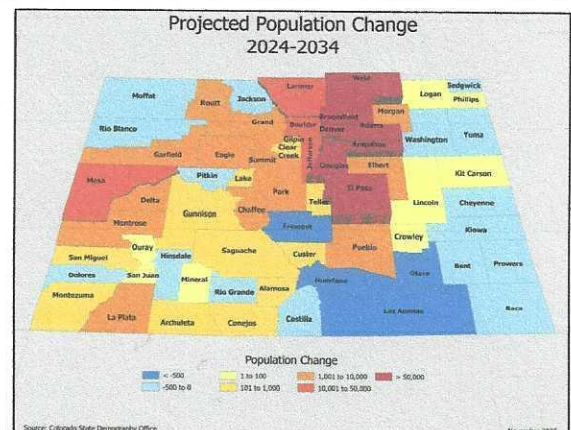 Projected Population Change
2024-2034
Moffat
Routt
Jackson
Larimer
Weld
Logan
Sedgwick
Phillips
Rio Blanco
Grand
Boulder
Broomfield
Morgan
Gilpin
Denver
Adams
Washington
Yuma
Garfield
Eagle
Summit
Clear
Creek
Jefferson
Arapahoe
Mesa
Pitkin
Lake
Park
Douglas
Elbert
Kit Carson
Delta
Gunnison
Chaffee
Teller
El Paso
Lincoln
Cheyenne
Montrose
Fremont
Kiowa
Ouray
Saguache
Custer
Pueblo
Crowley
San Miguel
Hinsdale
Otero
Bent
Prowers
Dolores
San Juan
Mineral
Rio Grande
Alamosa
Huerfano
Montezuma
La Plata
Archuleta
Conejos
Costilla
Las Animas
Baca
Population Change
< -500
1 to 100
1,001 to 10,000
> 50,000
-500 to 0
101 to 1,000
10,001 to 50,000
Source: Colorado State Demography Office